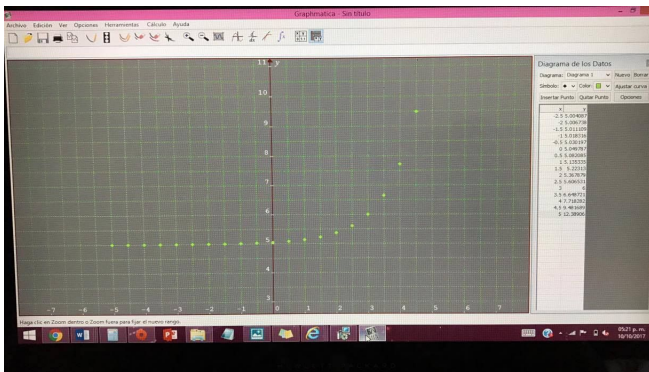 Graphmatica - Sin título
Archivo Edición Ver Opciones Herramientas Cálculo Ayuda
Diagrama de los Datos
Diagrama: Diagrama 1 Nuevo Borrar
Símbolo: Color: Ajustar curva
Insertar Punto Quitar Punto Opciones
x y
-2.5 5.004087
-2 5.006738
-1.5 5.011109
-1 5.018316
-0.5 5.030197
0 5.049787
0.5 5.082085
1 5.135335
1.5 5.22313
2 5.367879
2.5 5.606531
3 6
3.5 6.648721
4 7.718282
4.5 9.481689
5 12.38906
11 y
10
9
8
7
6
5
4
3
-7 -6 -5 -4 -3 -2 -1 0 1 2 3 4 5 6 7
Haga clic en Zoom dentro o Zoom fuera para fijar el nuevo rango.
05:21 p. m.
10/10/2017